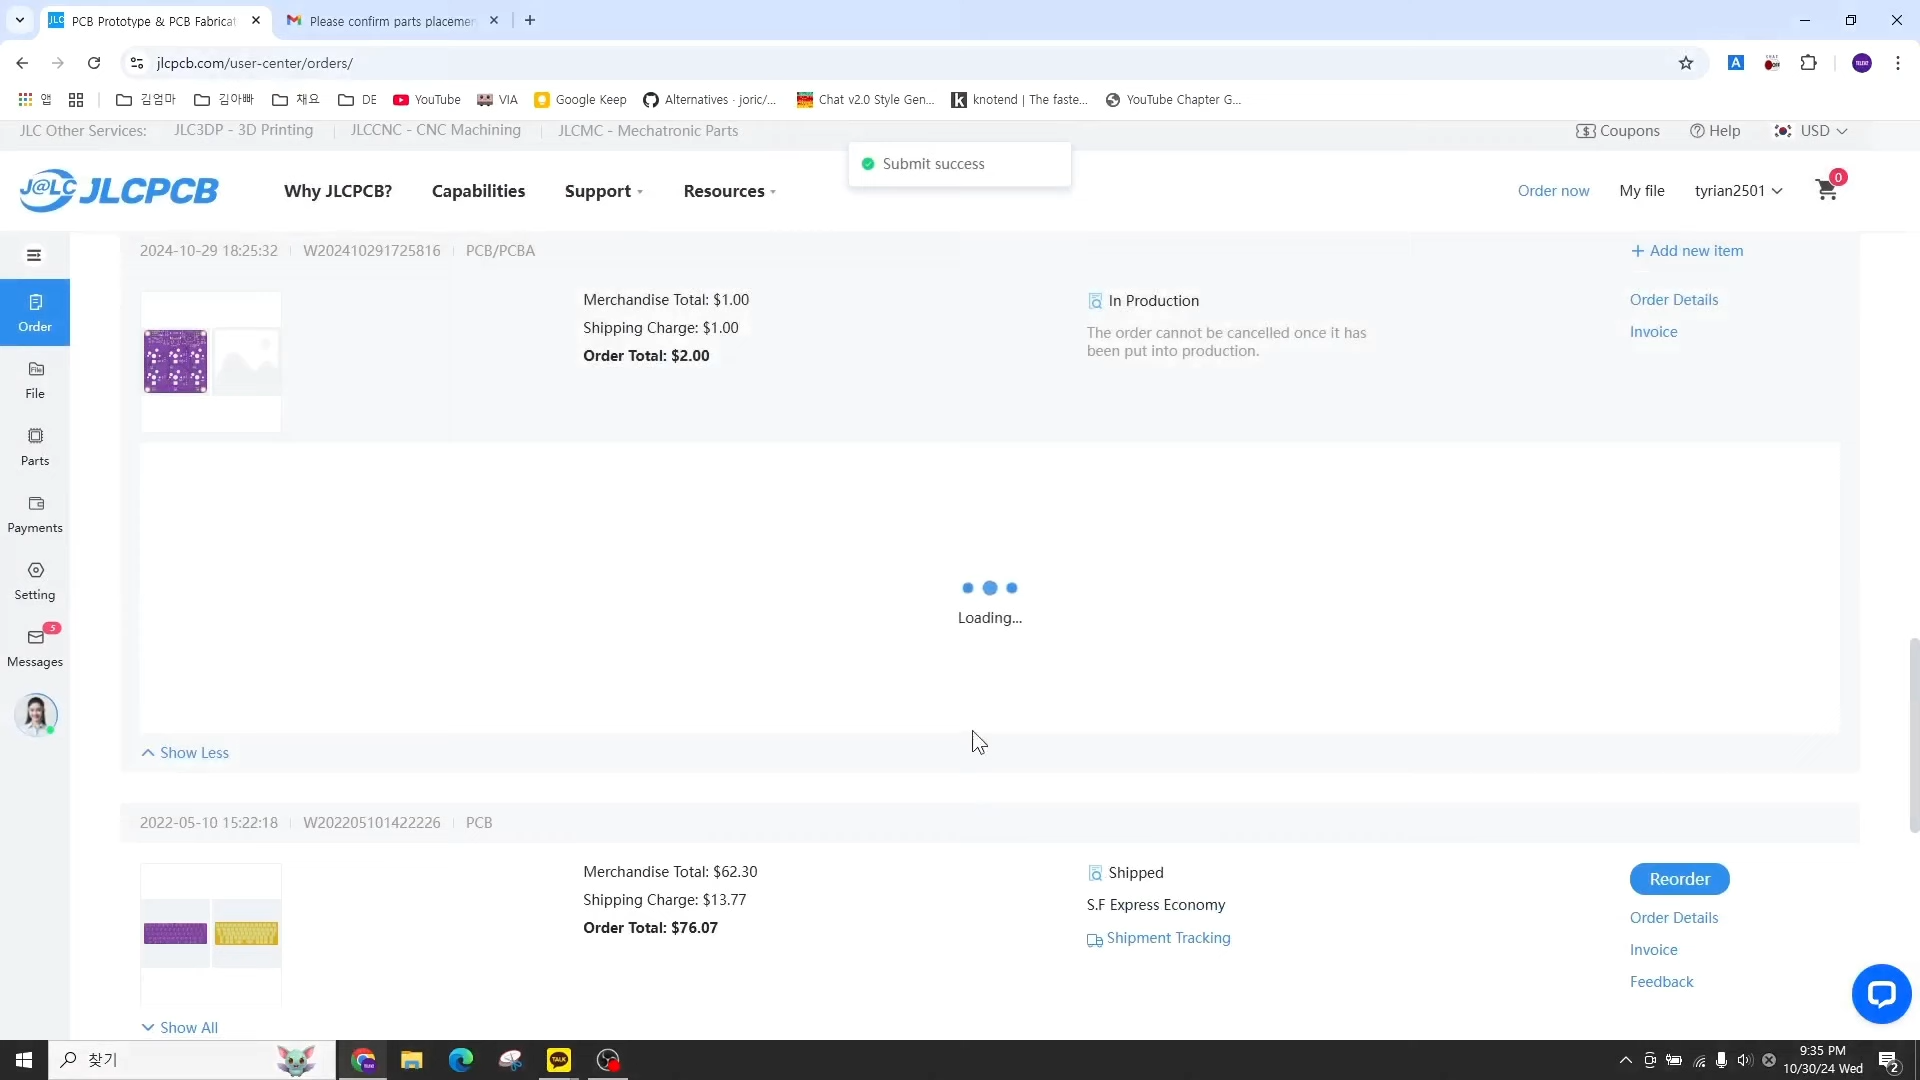 PCB Prototype & PCB Fabricat
Please confirm parts placemen
jlcpcb.com/user-center/orders/
앱
김엄마
김아빠
채요
DE
YouTube
VIA
Google Keep
Alternatives · joric/...
Chat v2.0 Style Gen...
knotend | The faste...
YouTube Chapter G...
JLC Other Services:
JLC3DP - 3D Printing
JLCCNC - CNC Machining
JLCMC - Mechatronic Parts
Coupons
Help
USD
Submit success
J@LC JLCPCB
Why JLCPCB?
Capabilities
Support
Resources
Order now
My file
tyrian2501
0
2024-10-29 18:25:32
W202410291725816
PCB/PCBA
+ Add new item
Order
File
Parts
Payments
Setting
5
Messages
Merchandise Total: $1.00
Shipping Charge: $1.00
Order Total: $2.00
In Production
The order cannot be cancelled once it has
been put into production.
Order Details
Invoice
Loading...
Show Less
2022-05-10 15:22:18
W202205101422226
PCB
Merchandise Total: $62.30
Shipping Charge: $13.77
Order Total: $76.07
Shipped
S.F Express Economy
Shipment Tracking
Reorder
Order Details
Invoice
Feedback
Show All
찾기
TALK
9:35 PM
10/30/24 Wed
2